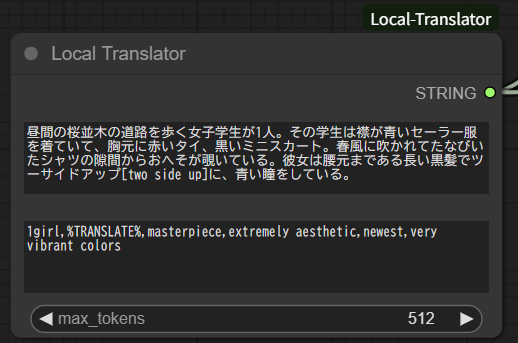 Local-Translator
Local Translator
STRING
昼間の桜並木の道路を歩く女子学生が1人。その学生は襟が青いセーラー服
を着ていて、胸元に赤いタイ、黒いミニスカート。春風に吹かれてたなびい
たシャツの隙間からおへそが覗いている。彼女は腰元まである長い黒髪でツ
ーサイドアップ[two side up]に、青い瞳をしている。
1girl,%TRANSLATE%,masterpiece,extremely aesthetic,newest,very
vibrant colors
max_tokens 512